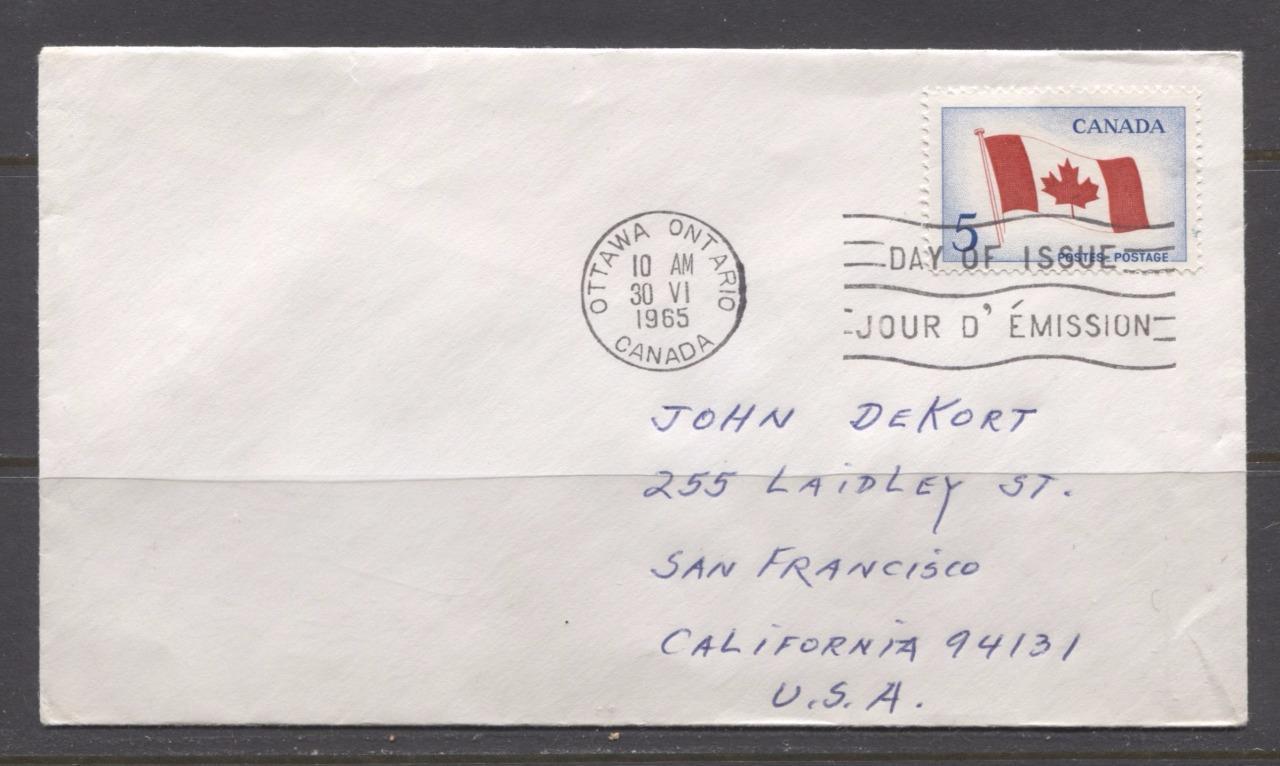 CANADA
5
POSTES-POSTAGE
OTTAWA ONTARIO
10 AM
30 VI
1965
CANADA
DAY OF ISSUE
JOUR D' ÉMISSION
JOHN DEKORT
255 LAIDLEY ST.
SAN FRANCISCO
CALIFORNIA 94131
U.S.A.